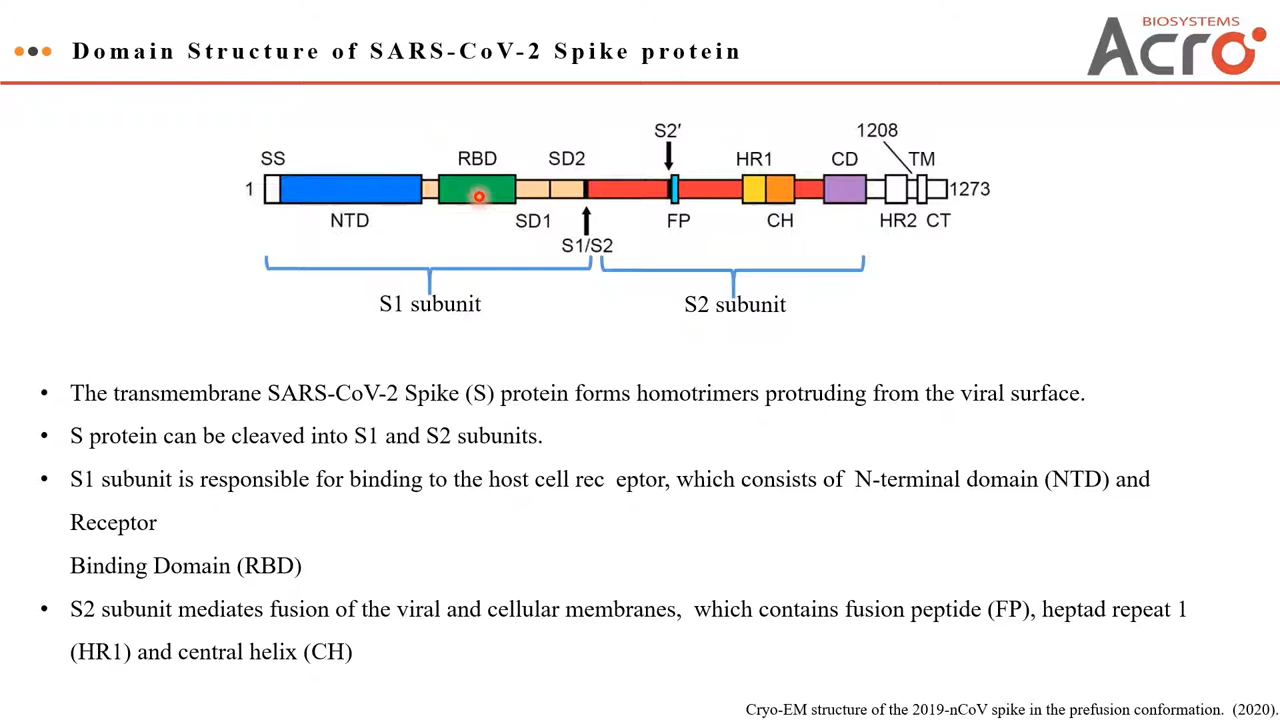 Domain Structure of SARS-CoV-2 Spike protein
BIOSYSTEMS
Acro
1208
S2′
SS RBD SD2 HR1 CD TM
1 1273
NTD SD1 FP CH HR2 CT
S1/S2
S1 subunit S2 subunit
• The transmembrane SARS-CoV-2 Spike (S) protein forms homotrimers protruding from the viral surface.
• S protein can be cleaved into S1 and S2 subunits.
• S1 subunit is responsible for binding to the host cell rec eptor, which consists of N-terminal domain (NTD) and
Receptor
Binding Domain (RBD)
• S2 subunit mediates fusion of the viral and cellular membranes, which contains fusion peptide (FP), heptad repeat 1
(HR1) and central helix (CH)
Cryo-EM structure of the 2019-nCoV spike in the prefusion conformation. (2020).